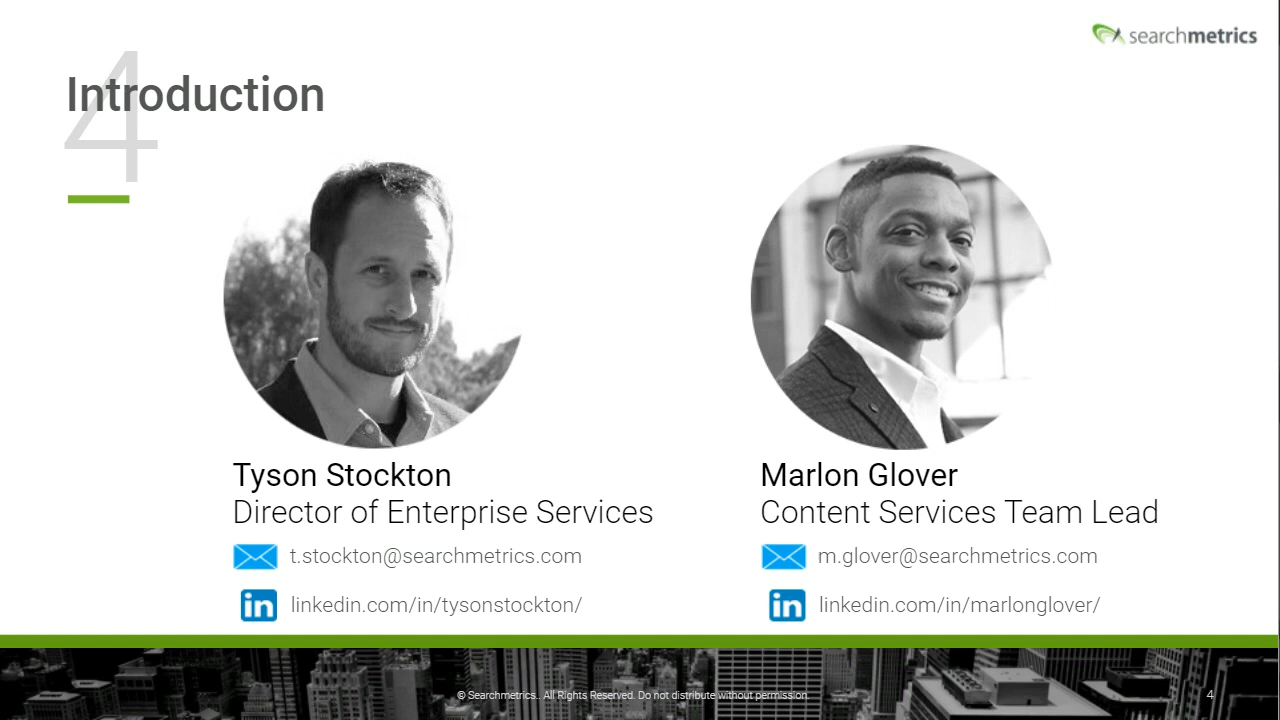 searchmetrics
4
Introduction
Tyson Stockton
Director of Enterprise Services
t.stockton@searchmetrics.com
in
linkedin.com/in/tysonstockton/
Marlon Glover
Content Services Team Lead
m.glover@searchmetrics.com
in
linkedin.com/in/marlonglover/
© Searchmetrics.. All Rights Reserved. Do not distribute without permission.
4